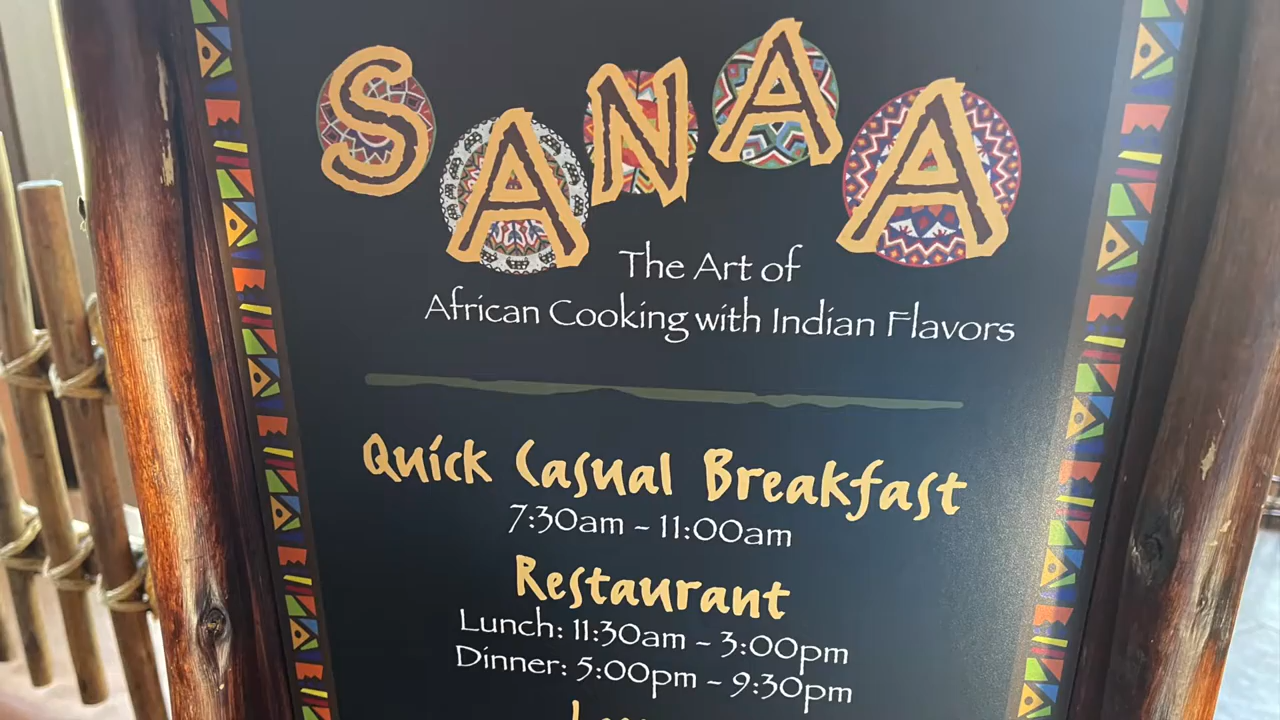 SANAA
The Art of
African Cooking with Indian Flavors
Quick Casual Breakfast
7:30am - 11:00am
Restaurant
Lunch: 11:30am - 3:00pm
Dinner: 5:00pm - 9:30pm